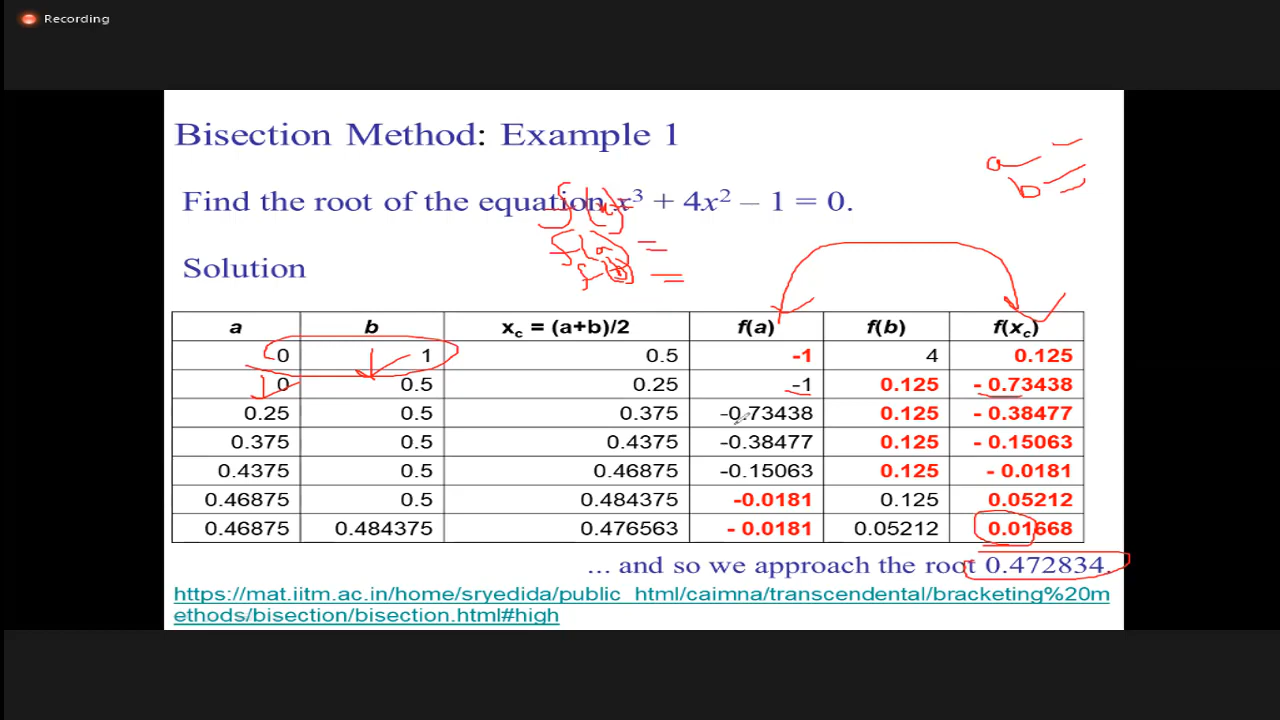 Recording
Bisection Method: Example 1
Find the root of the equation x³ + 4x² – 1 = 0.
Solution
a b x_c = (a+b)/2 f(a) f(b) f(x_c)
0 1 0.5 -1 4 0.125
0 0.5 0.25 -1 0.125 - 0.73438
0.25 0.5 0.375 -0.73438 0.125 - 0.38477
0.375 0.5 0.4375 -0.38477 0.125 - 0.15063
0.4375 0.5 0.46875 -0.15063 0.125 - 0.0181
0.46875 0.5 0.484375 -0.0181 0.125 0.05212
0.46875 0.484375 0.476563 - 0.0181 0.05212 0.01668
... and so we approach the root 0.472834.
https://mat.iitm.ac.in/home/sryedida/public_html/caimna/transcendental/bracketing%20m
ethods/bisection/bisection.html#high